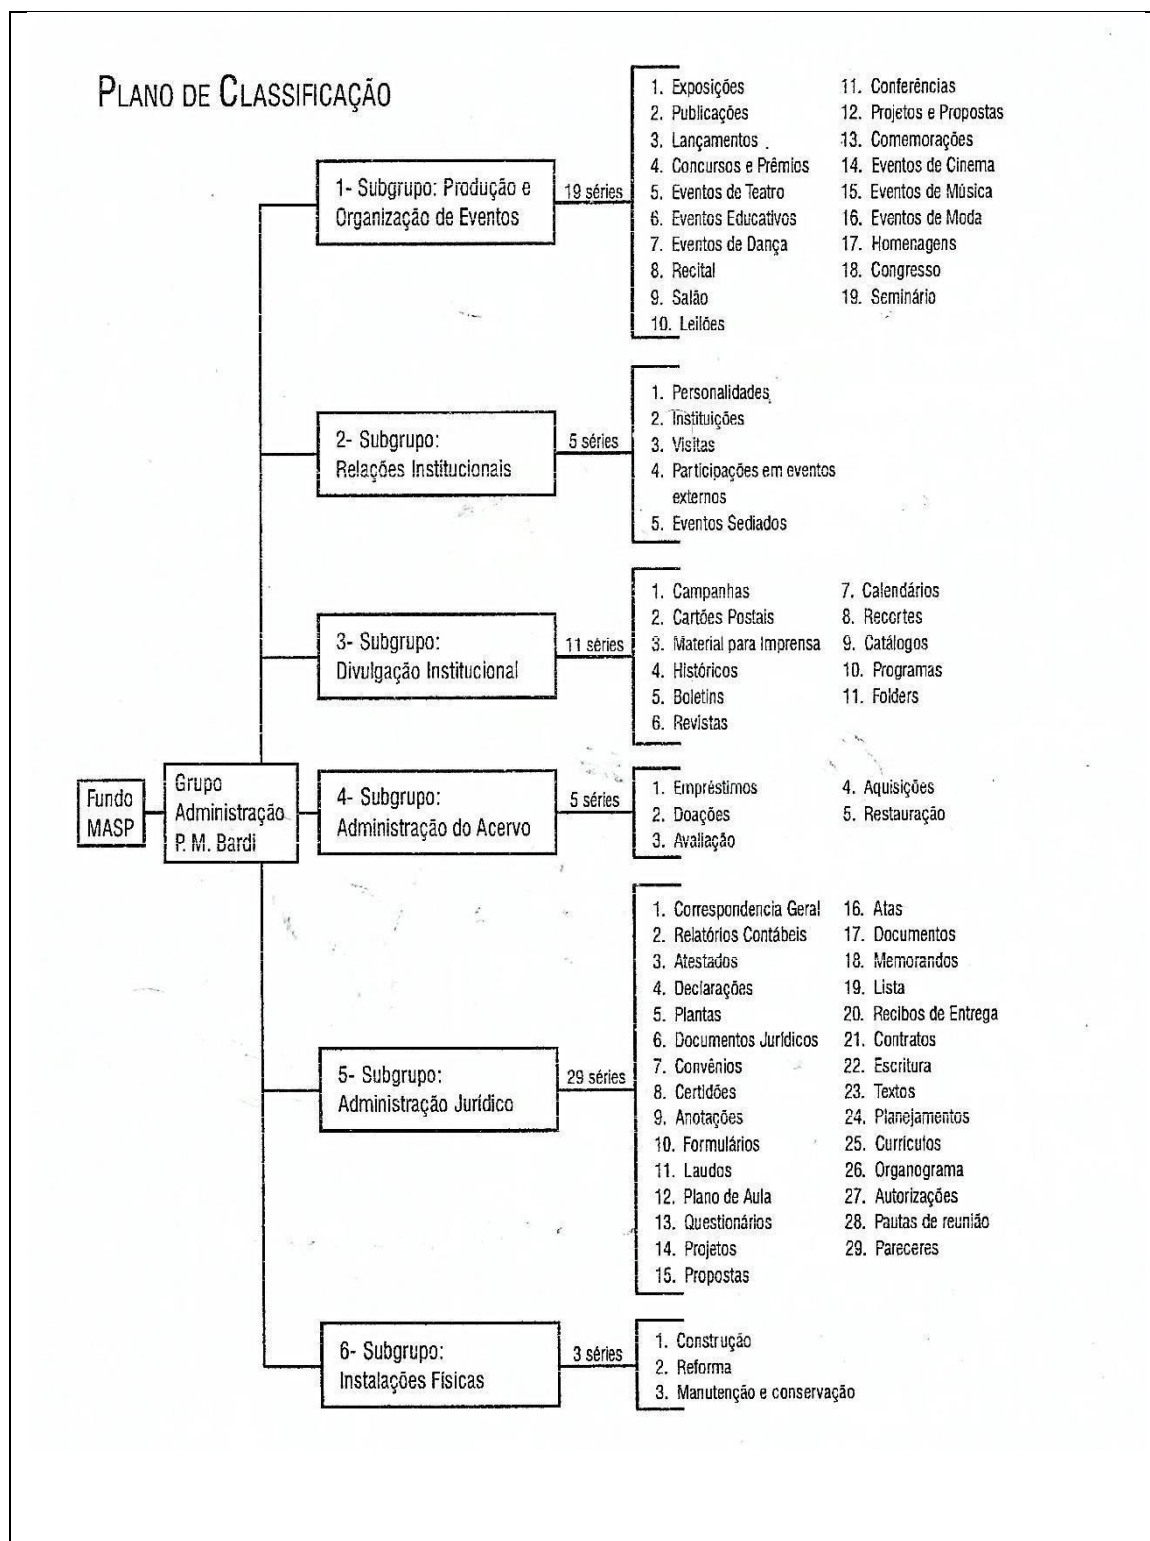 PLANO DE CLASSIFICAÇÃO
Fundo
MASP
Grupo
Administração
P. M. Bardi
1- Subgrupo: Produção e
Organização de Eventos
19 séries
1. Exposições
2. Publicações
3. Lançamentos
4. Concursos e Prêmios
5. Eventos de Teatro
6. Eventos Educativos
7. Eventos de Dança
8. Recital
9. Salão
10. Leilões
11. Conferências
12. Projetos e Propostas
13. Comemorações
14. Eventos de Cinema
15. Eventos de Música
16. Eventos de Moda
17. Homenagens
18. Congresso
19. Seminário
2- Subgrupo:
Relações Institucionais
5 séries
1. Personalidades
2. Instituições
3. Visitas
4. Participações em eventos
externos
5. Eventos Sediados
3- Subgrupo:
Divulgação Institucional
11 séries
1. Campanhas
2. Cartões Postais
3. Material para Imprensa
4. Históricos
5. Boletins
6. Revistas
7. Calendários
8. Recortes
9. Catálogos
10. Programas
11. Folders
4- Subgrupo:
Administração do Acervo
5 séries
1. Empréstimos
2. Doações
3. Avaliação
4. Aquisições
5. Restauração
5- Subgrupo:
Administração Jurídico
29 séries
1. Correspondencia Geral
2. Relatórios Contábeis
3. Atestados
4. Declarações
5. Plantas
6. Documentos Jurídicos
7. Convênios
8. Certidões
9. Anotações
10. Formulários
11. Laudos
12. Plano de Aula
13. Questionários
14. Projetos
15. Propostas
16. Atas
17. Documentos
18. Memorandos
19. Lista
20. Recibos de Entrega
21. Contratos
22. Escritura
23. Textos
24. Planejamentos
25. Currículos
26. Organograma
27. Autorizações
28. Pautas de reunião
29. Pareceres
6- Subgrupo:
Instalações Físicas
3 séries
1. Construção
2. Reforma
3. Manutenção e conservação